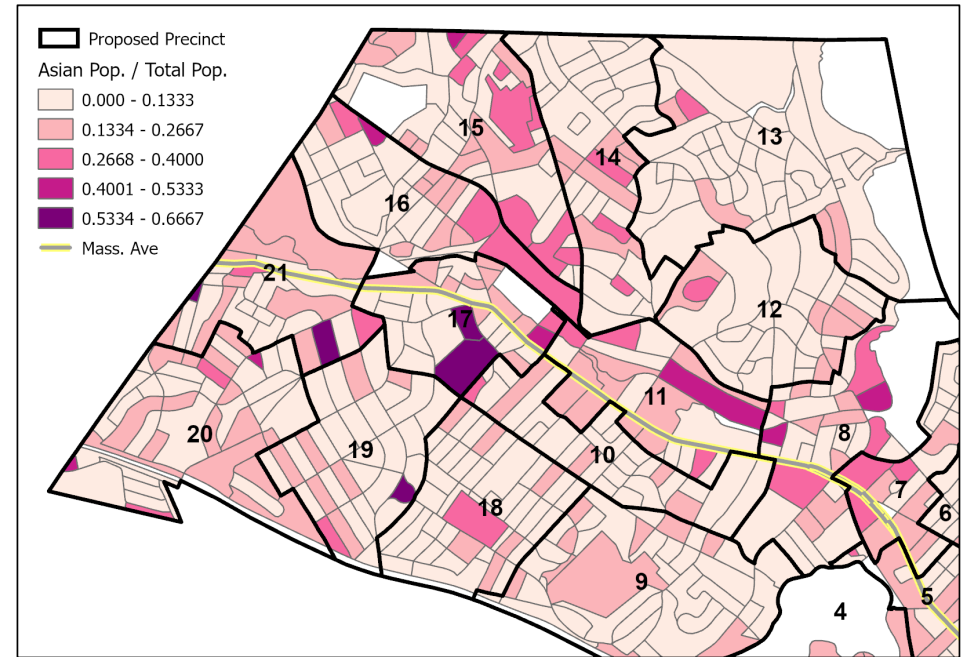 Proposed Precinct
Asian Pop. / Total Pop.
0.000 - 0.1333
0.1334 - 0.2667
0.2668 - 0.4000
0.4001 - 0.5333
0.5334 - 0.6667
Mass. Ave
15
13
14
16
21
12
17
11
20
19
10
8
18
7
6
9
5
4